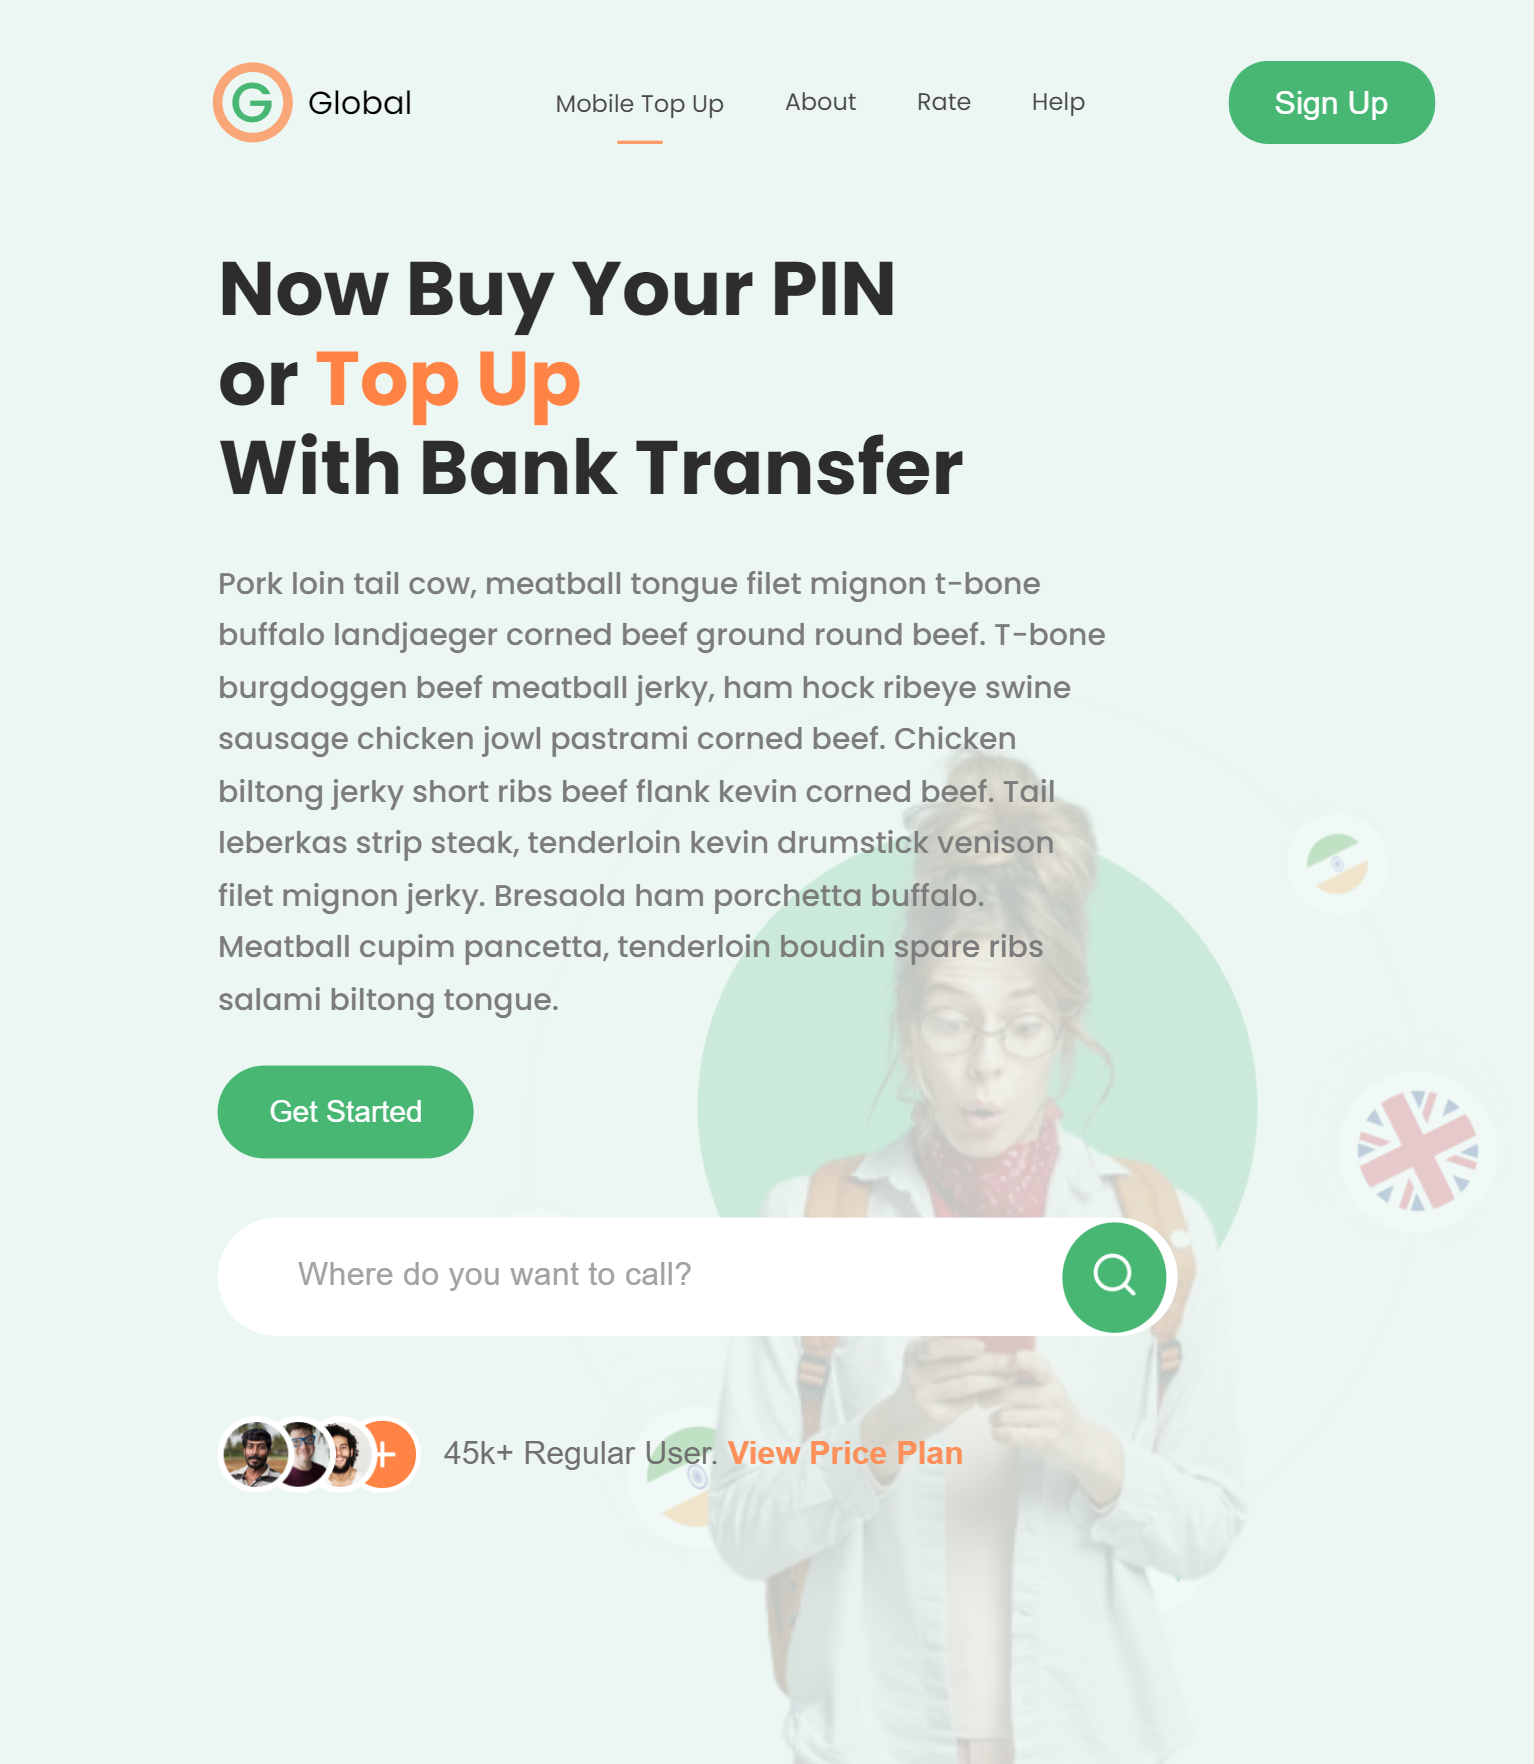 G Global Mobile Top Up About Rate Help Sign Up
Now Buy Your PIN
or Top Up
With Bank Transfer
Pork loin tail cow, meatball tongue filet mignon t-bone
buffalo landjaeger corned beef ground round beef. T-bone
burgdoggen beef meatball jerky, ham hock ribeye swine
sausage chicken jowl pastrami corned beef. Chicken
biltong jerky short ribs beef flank kevin corned beef. Tail
leberkas strip steak, tenderloin kevin drumstick venison
filet mignon jerky. Bresaola ham porchetta buffalo.
Meatball cupim pancetta, tenderloin boudin spare ribs
salami biltong tongue.
Get Started
Where do you want to call?
45k+ Regular User. View Price Plan